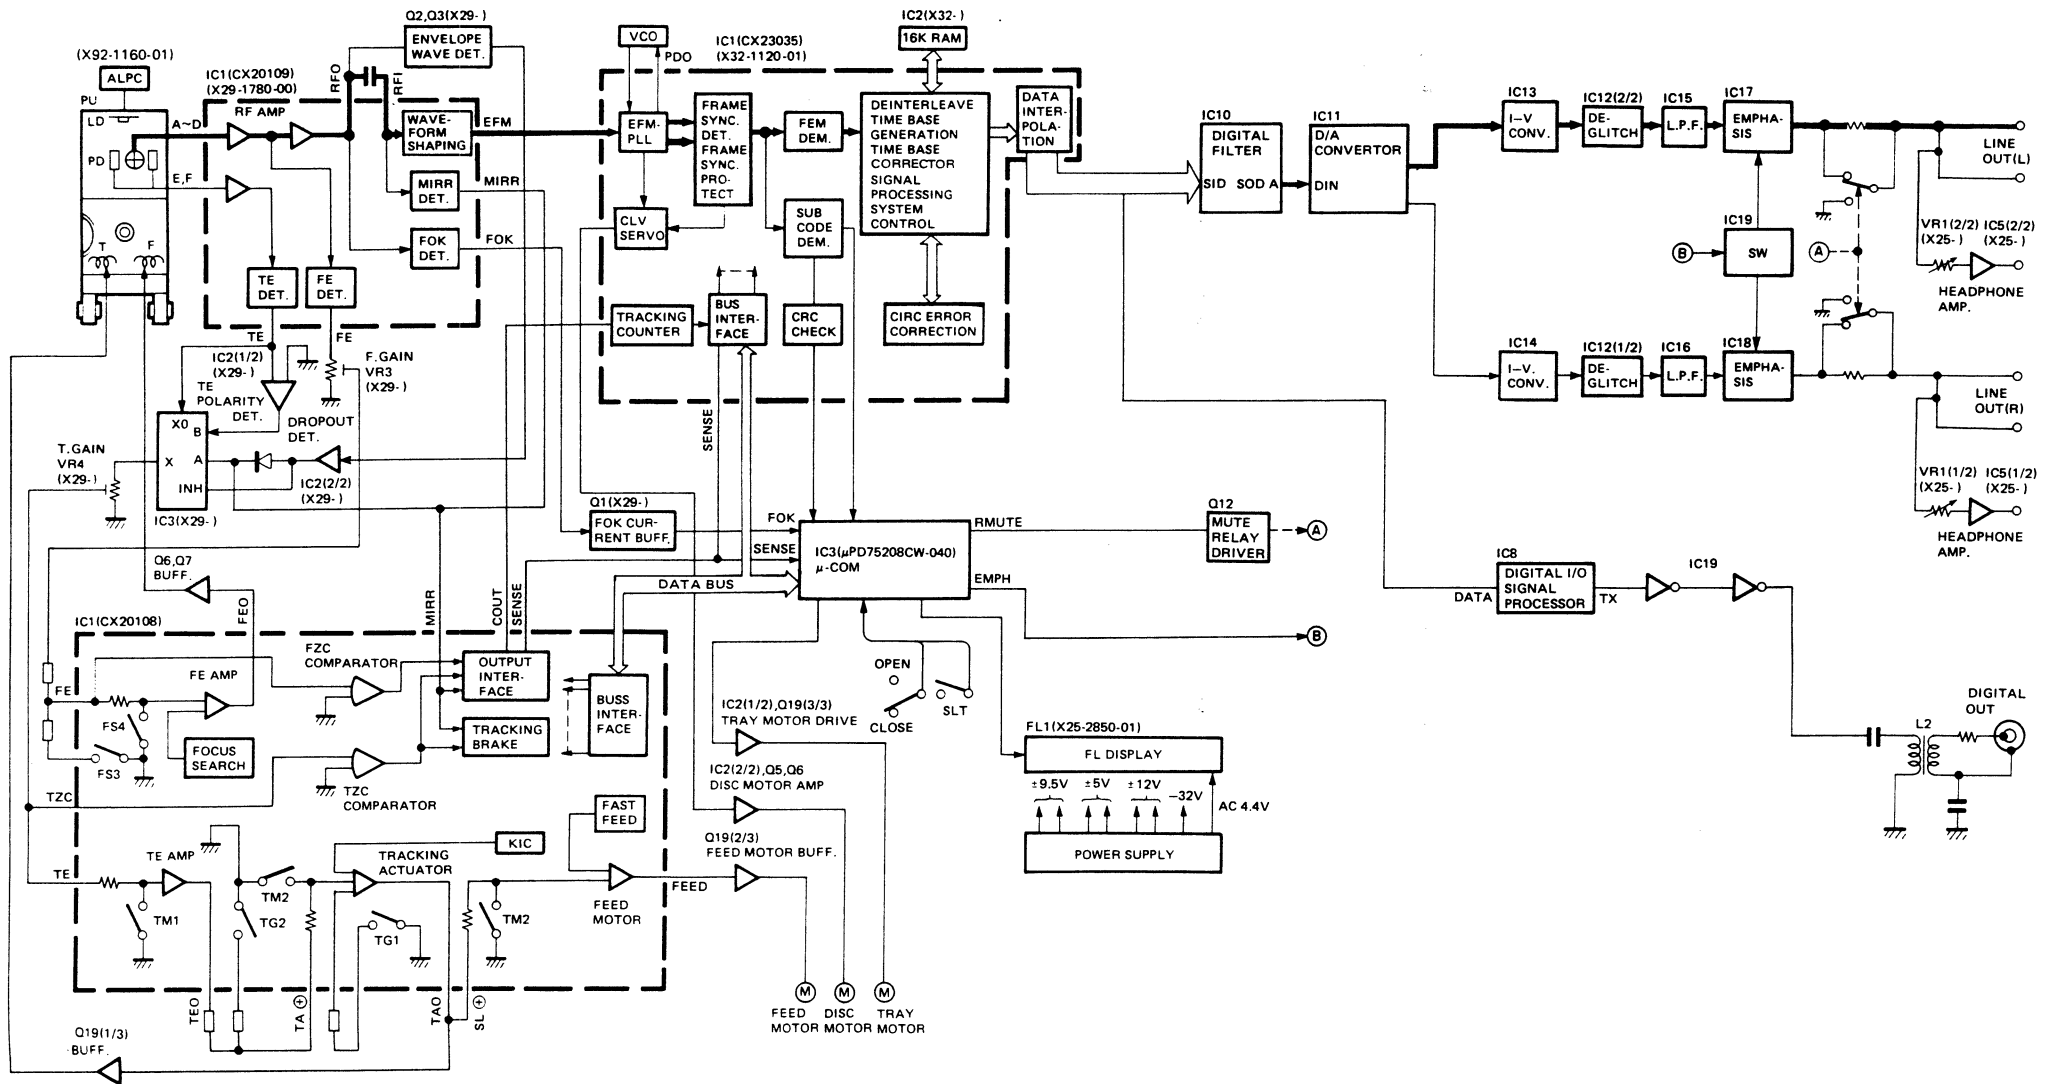 Q2,Q3(X29- )
ENVELOPE
WAVE DET.
(X92-1160-01)
ALPC
PU
LD
PD
T
F
IC1(CX20109)
(X29-1780-00)
RF AMP
A~D
E,F
RFO
RFI
WAVE-
FORM
SHAPING
EFM
MIRR
DET.
MIRR
FOK
DET.
FOK
TE
DET.
FE
DET.
TE
FE
IC2(1/2)
(X29- )
TE
POLARITY
DET.
F.GAIN
VR3
(X29- )
DROPOUT
DET.
X0
B
X
A
INH
IC3(X29- )
IC2(2/2)
(X29- )
T.GAIN
VR4
(X29- )
Q6,Q7
BUFF.
FEO
VCO
PDO
IC1(CX23035)
(X32-1120-01)
IC2(X32- )
16K RAM
EFM-
PLL
FRAME
SYNC.
DET.
FRAME
SYNC.
PRO-
TECT
FEM
DEM.
DEINTERLEAVE
TIME BASE
GENERATION
TIME BASE
CORRECTOR
SIGNAL
PROCESSING
SYSTEM
CONTROL
DATA
INTER-
POLA-
TION
CLV
SERVO
SUB
CODE
DEM.
TRACKING
COUNTER
BUS
INTER-
FACE
CRC
CHECK
CIRC ERROR
CORRECTION
SENSE
Q1(X29- )
FOK CUR-
RENT BUFF.
FOK
SENSE
DATA BUS
IC3(μPD75208CW-040)
μ-COM
RMUTE
EMPH
Q12
MUTE
RELAY
DRIVER
A
B
OPEN
CLOSE
SLT
IC10
DIGITAL
FILTER
SID
SOD A
IC11
D/A
CONVERTOR
DIN
IC13
I-V
CONV.
IC12(2/2)
DE-
GLITCH
IC15
L.P.F.
IC17
EMPHA-
SIS
LINE
OUT(L)
IC19
SW
B
A
VR1(2/2)
(X25- )
IC5(2/2)
(X25- )
HEADPHONE
AMP.
IC14
I-V.
CONV.
IC12(1/2)
DE-
GLITCH
IC16
L.P.F.
IC18
EMPHA-
SIS
LINE
OUT(R)
VR1(1/2)
(X25- )
IC5(1/2)
(X25- )
HEADPHONE
AMP.
IC8
DIGITAL I/O
SIGNAL
PROCESSOR
DATA
TX
IC19
DIGITAL
OUT
L2
IC1(CX20108)
MIRR
COUT
SENSE
FZC
COMPARATOR
OUTPUT
INTER-
FACE
BUSS
INTER-
FACE
FE AMP
FE
FS4
FS3
FOCUS
SEARCH
TRACKING
BRAKE
TZC
TZC
COMPARATOR
FAST
FEED
KIC
TE AMP
TE
TM1
TM2
TG2
TRACKING
ACTUATOR
TG1
TM2
FEED
MOTOR
FEED
TEO
TA ⊕
TAO
SL ⊕
Q19(1/3)
BUFF.
IC2(1/2),Q19(3/3)
TRAY MOTOR DRIVE
IC2(2/2),Q5,Q6
DISC MOTOR AMP
Q19(2/3)
FEED MOTOR BUFF.
M
M
M
FEED
MOTOR
DISC
MOTOR
TRAY
MOTOR
FL1(X25-2850-01)
FL DISPLAY
±9.5V
±5V
±12V
-32V
AC 4.4V
POWER SUPPLY